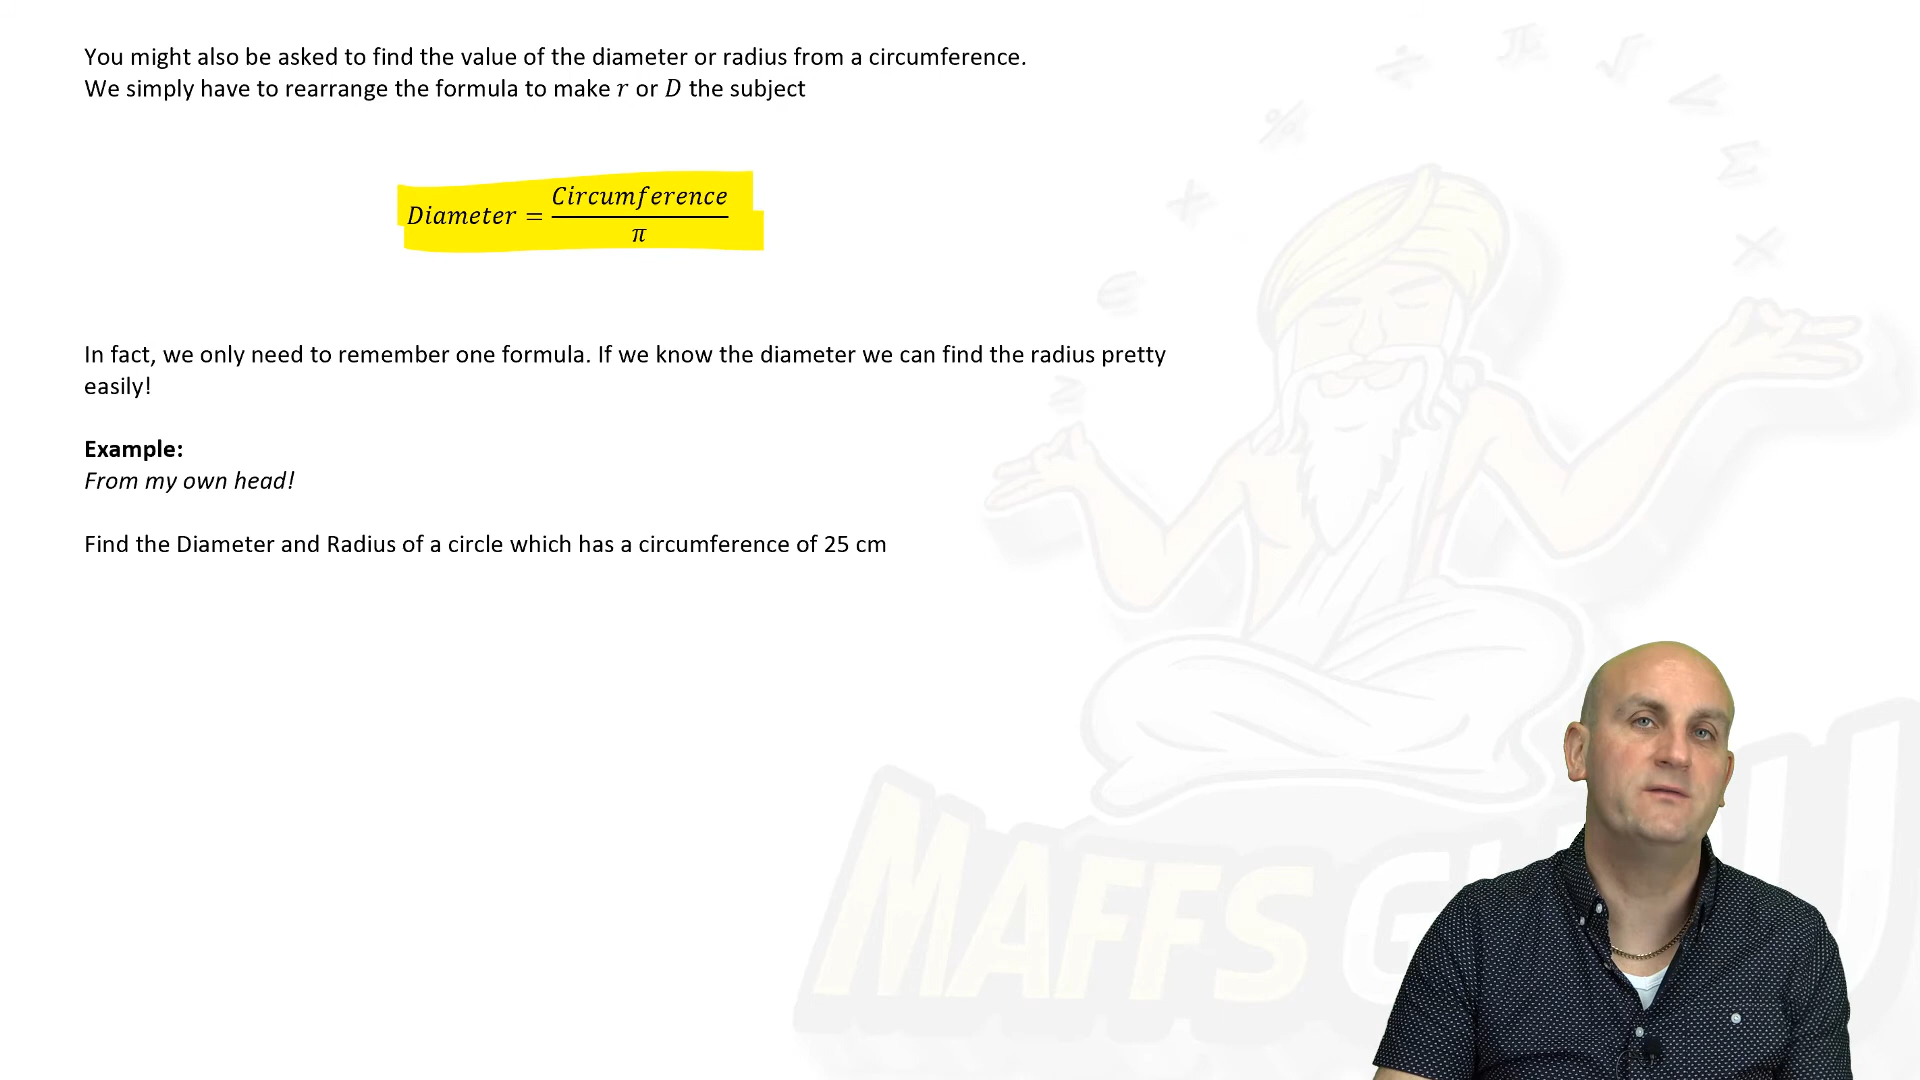 You might also be asked to find the value of the diameter or radius from a circumference.
We simply have to rearrange the formula to make r or D the subject
Diameter = Circumference / π
In fact, we only need to remember one formula. If we know the diameter we can find the radius pretty
easily!
Example:
From my own head!
Find the Diameter and Radius of a circle which has a circumference of 25 cm
MAFFS GURU